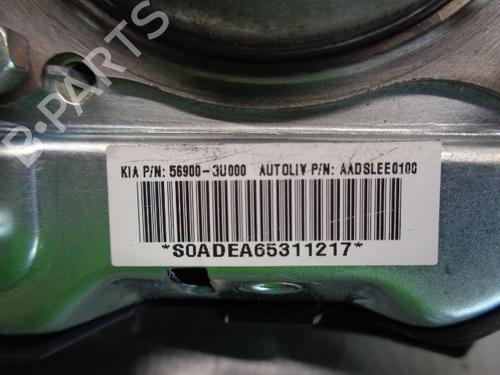 B-PARTS
KIA P/N: 56900-3U000 AUTOLIV P/N: AADSLEE0100
*S0ADEA65311217*